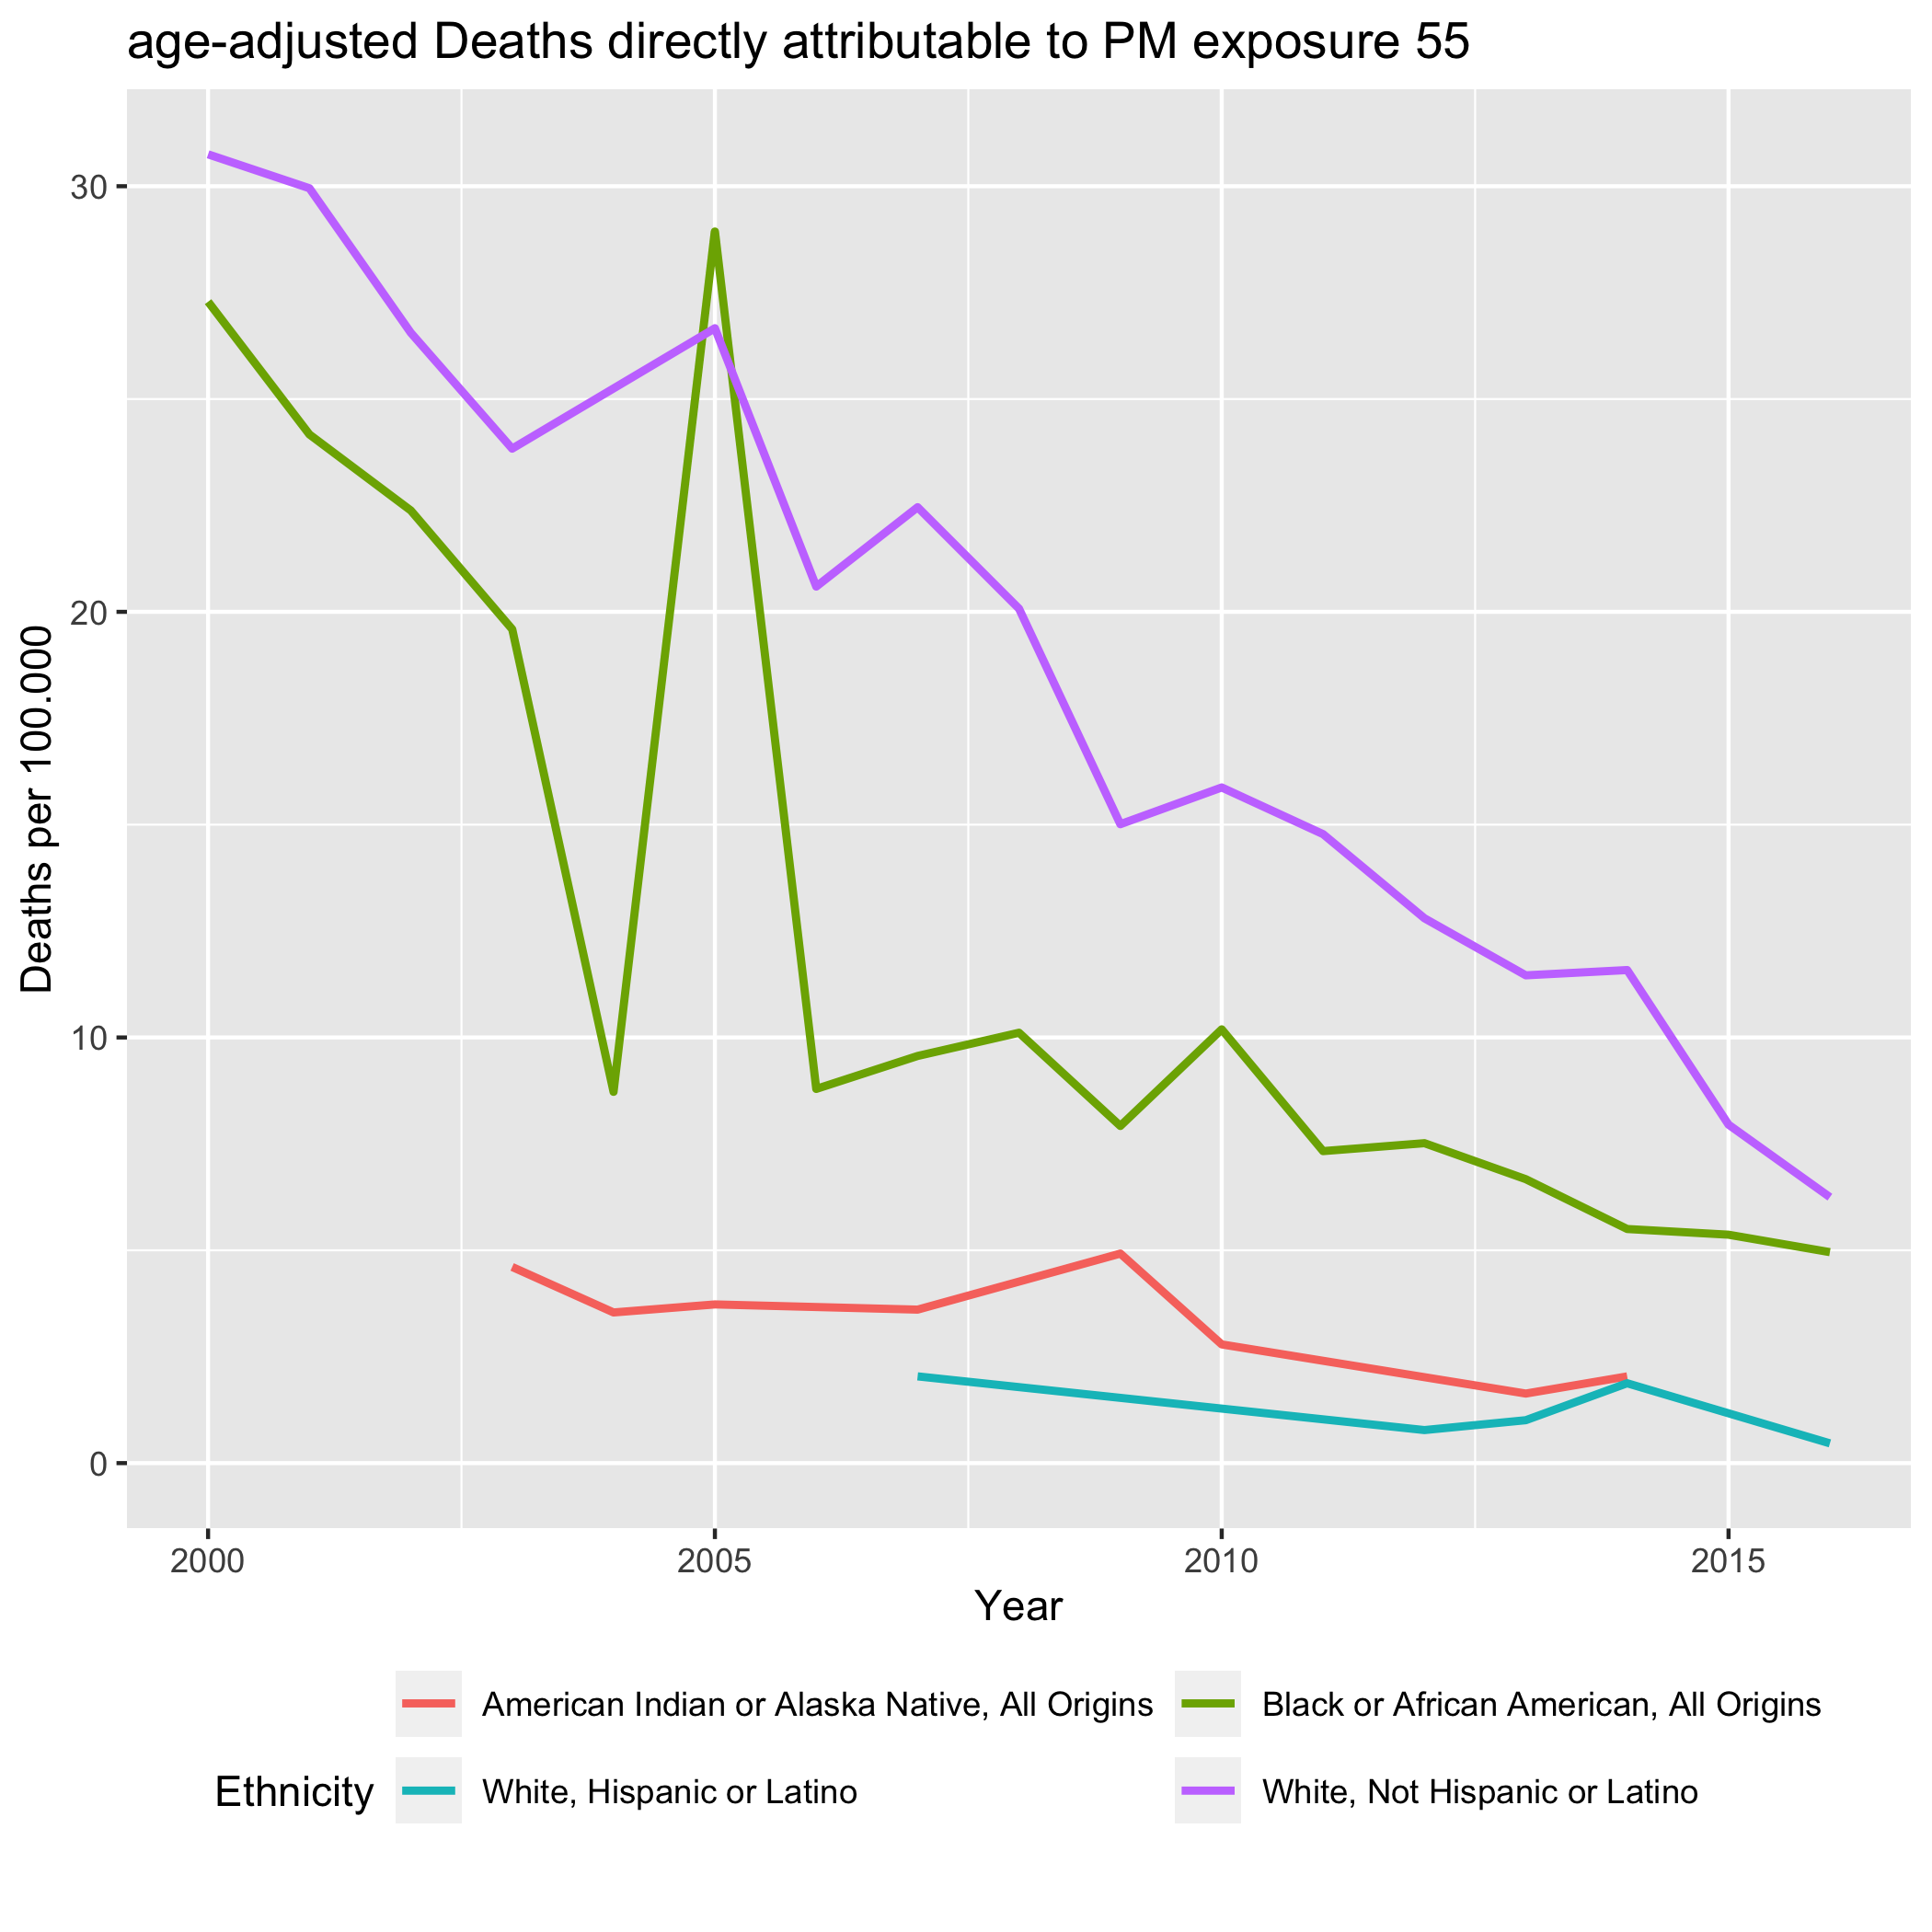 age-adjusted Deaths directly attributable to PM exposure 55
Deaths per 100.000
30
20
10
0
2000 2005 2010 2015
Year
Ethnicity
American Indian or Alaska Native, All Origins
Black or African American, All Origins
White, Hispanic or Latino
White, Not Hispanic or Latino